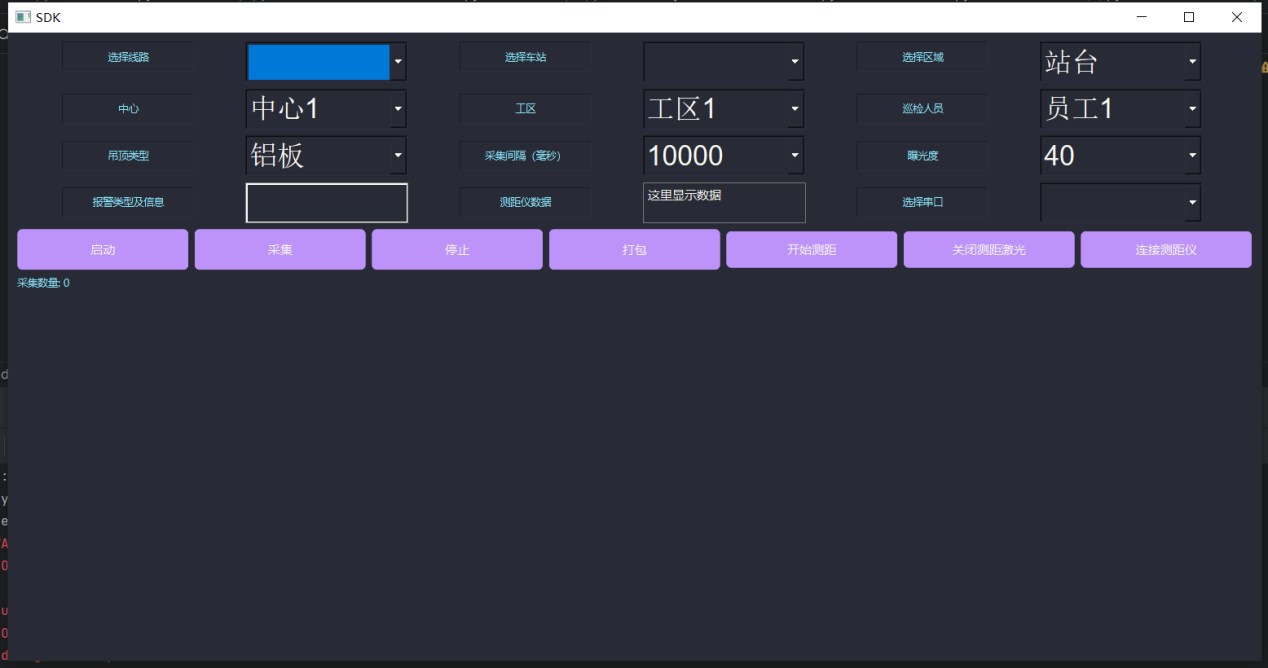 SDK
选择线路
选择车站
选择区域 站台
中心 中心1
工区 工区1
巡检人员 员工1
吊顶类型 铝板
采集间隔（毫秒） 10000
曝光度 40
报警类型及信息
测距仪数据 这里显示数据
选择串口
启动
采集
停止
打包
开始测距
关闭测距激光
连接测距仪
采集数量: 0